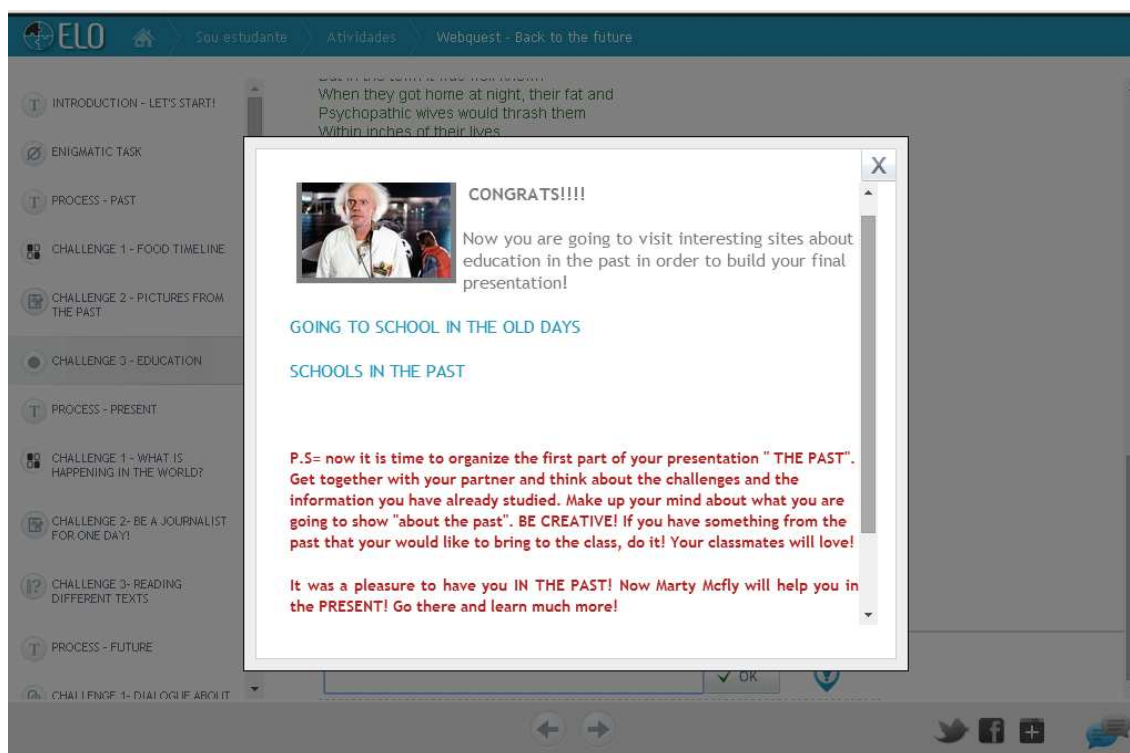 ELO
Sou estudante
Atividades
Webquest - Back to the future
INTRODUCTION - LET'S START!
ENIGMATIC TASK
PROCESS - PAST
CHALLENGE 1 - FOOD TIMELINE
CHALLENGE 2 - PICTURES FROM
THE PAST
CHALLENGE 3 - EDUCATION
PROCESS - PRESENT
CHALLENGE 1 - WHAT IS
HAPPENING IN THE WORLD?
CHALLENGE 2- BE A JOURNALIST
FOR ONE DAY!
CHALLENGE 3- READING
DIFFERENT TEXTS
PROCESS - FUTURE
CHALLENGE 1- DIALOGUE ABOUT
When they got home at night, their fat and
Psychopathic wives would thrash them
Within inches of their lives
X
CONGRATS!!!!
Now you are going to visit interesting sites about
education in the past in order to build your final
presentation!
GOING TO SCHOOL IN THE OLD DAYS
SCHOOLS IN THE PAST
P.S= now it is time to organize the first part of your presentation " THE PAST".
Get together with your partner and think about the challenges and the
information you have already studied. Make up your mind about what you are
going to show "about the past". BE CREATIVE! If you have something from the
past that your would like to bring to the class, do it! Your classmates will love!
It was a pleasure to have you IN THE PAST! Now Marty Mcfly will help you in
the PRESENT! Go there and learn much more!
OK